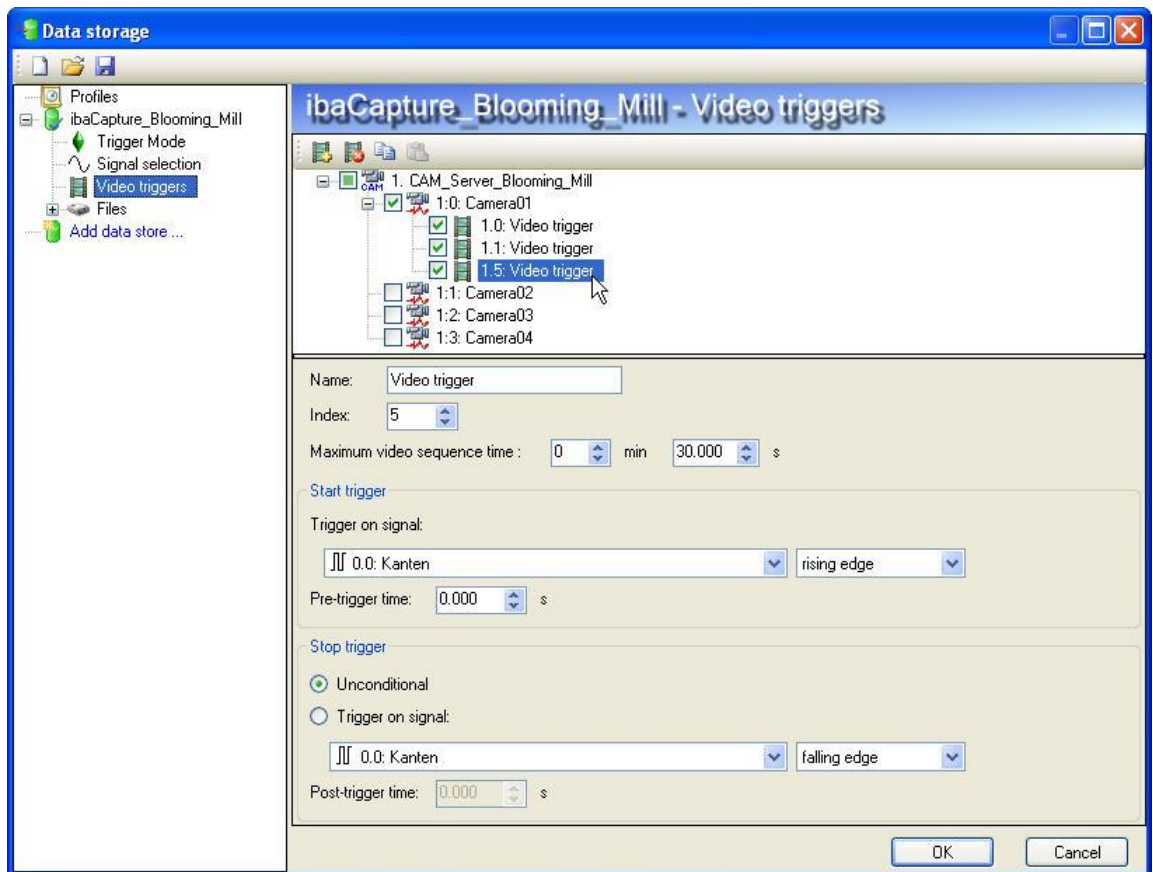 Data storage
Profiles
ibaCapture_Blooming_Mill
Trigger Mode
Signal selection
Video triggers
Files
Add data store ...
ibaCapture_Blooming_Mill - Video triggers
CAM
1. CAM_Server_Blooming_Mill
1:0: Camera01
1.0: Video trigger
1.1: Video trigger
1.5: Video trigger
1:1: Camera02
1:2: Camera03
1:3: Camera04
Name: Video trigger
Index: 5
Maximum video sequence time : 0 min 30.000 s
Start trigger
Trigger on signal:
0.0: Kanten rising edge
Pre-trigger time: 0.000 s
Stop trigger
Unconditional
Trigger on signal:
0.0: Kanten falling edge
Post-trigger time: 0.000 s
OK Cancel